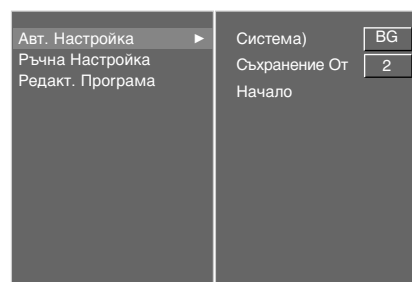 Авт. Настройка ►
Ръчна Настройка
Редакт. Програма
Система) BG
Съхранение От 2
Начало